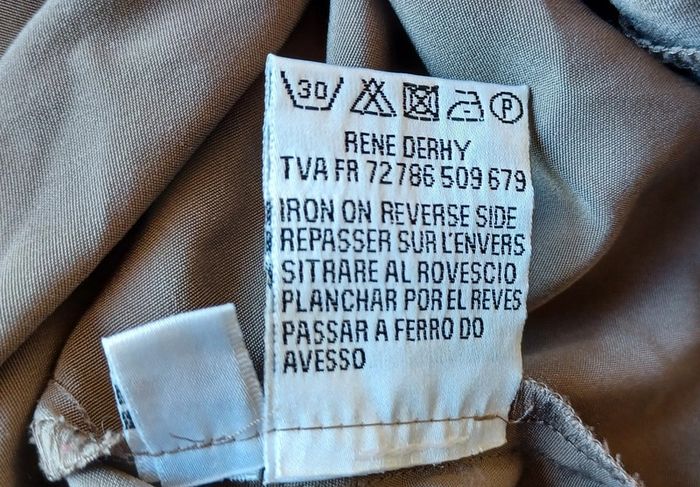 30 P
RENE DERHY
TVA FR 72786 509 679
IRON ON REVERSE SIDE
REPASSER SUR L'ENVERS
SITRARE AL ROVESCIO
PLANCHAR POR EL REVES
PASSAR A FERRO DO
AVESSO